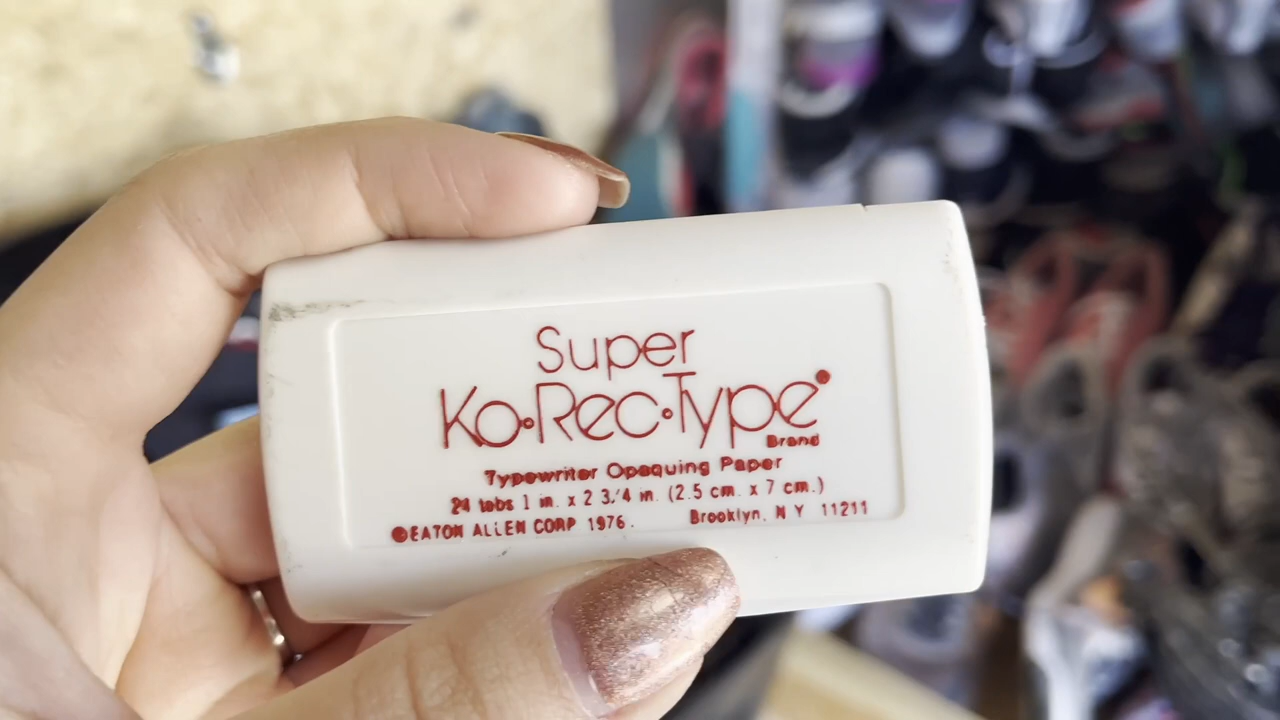 Super
Ko•Rec•Type
Brand
Typewriter Opaquing Paper
24 tabs 1 in. x 2 3/4 in. (2.5 cm. x 7 cm.)
©EATON ALLEN CORP 1976. Brooklyn, N Y 11211